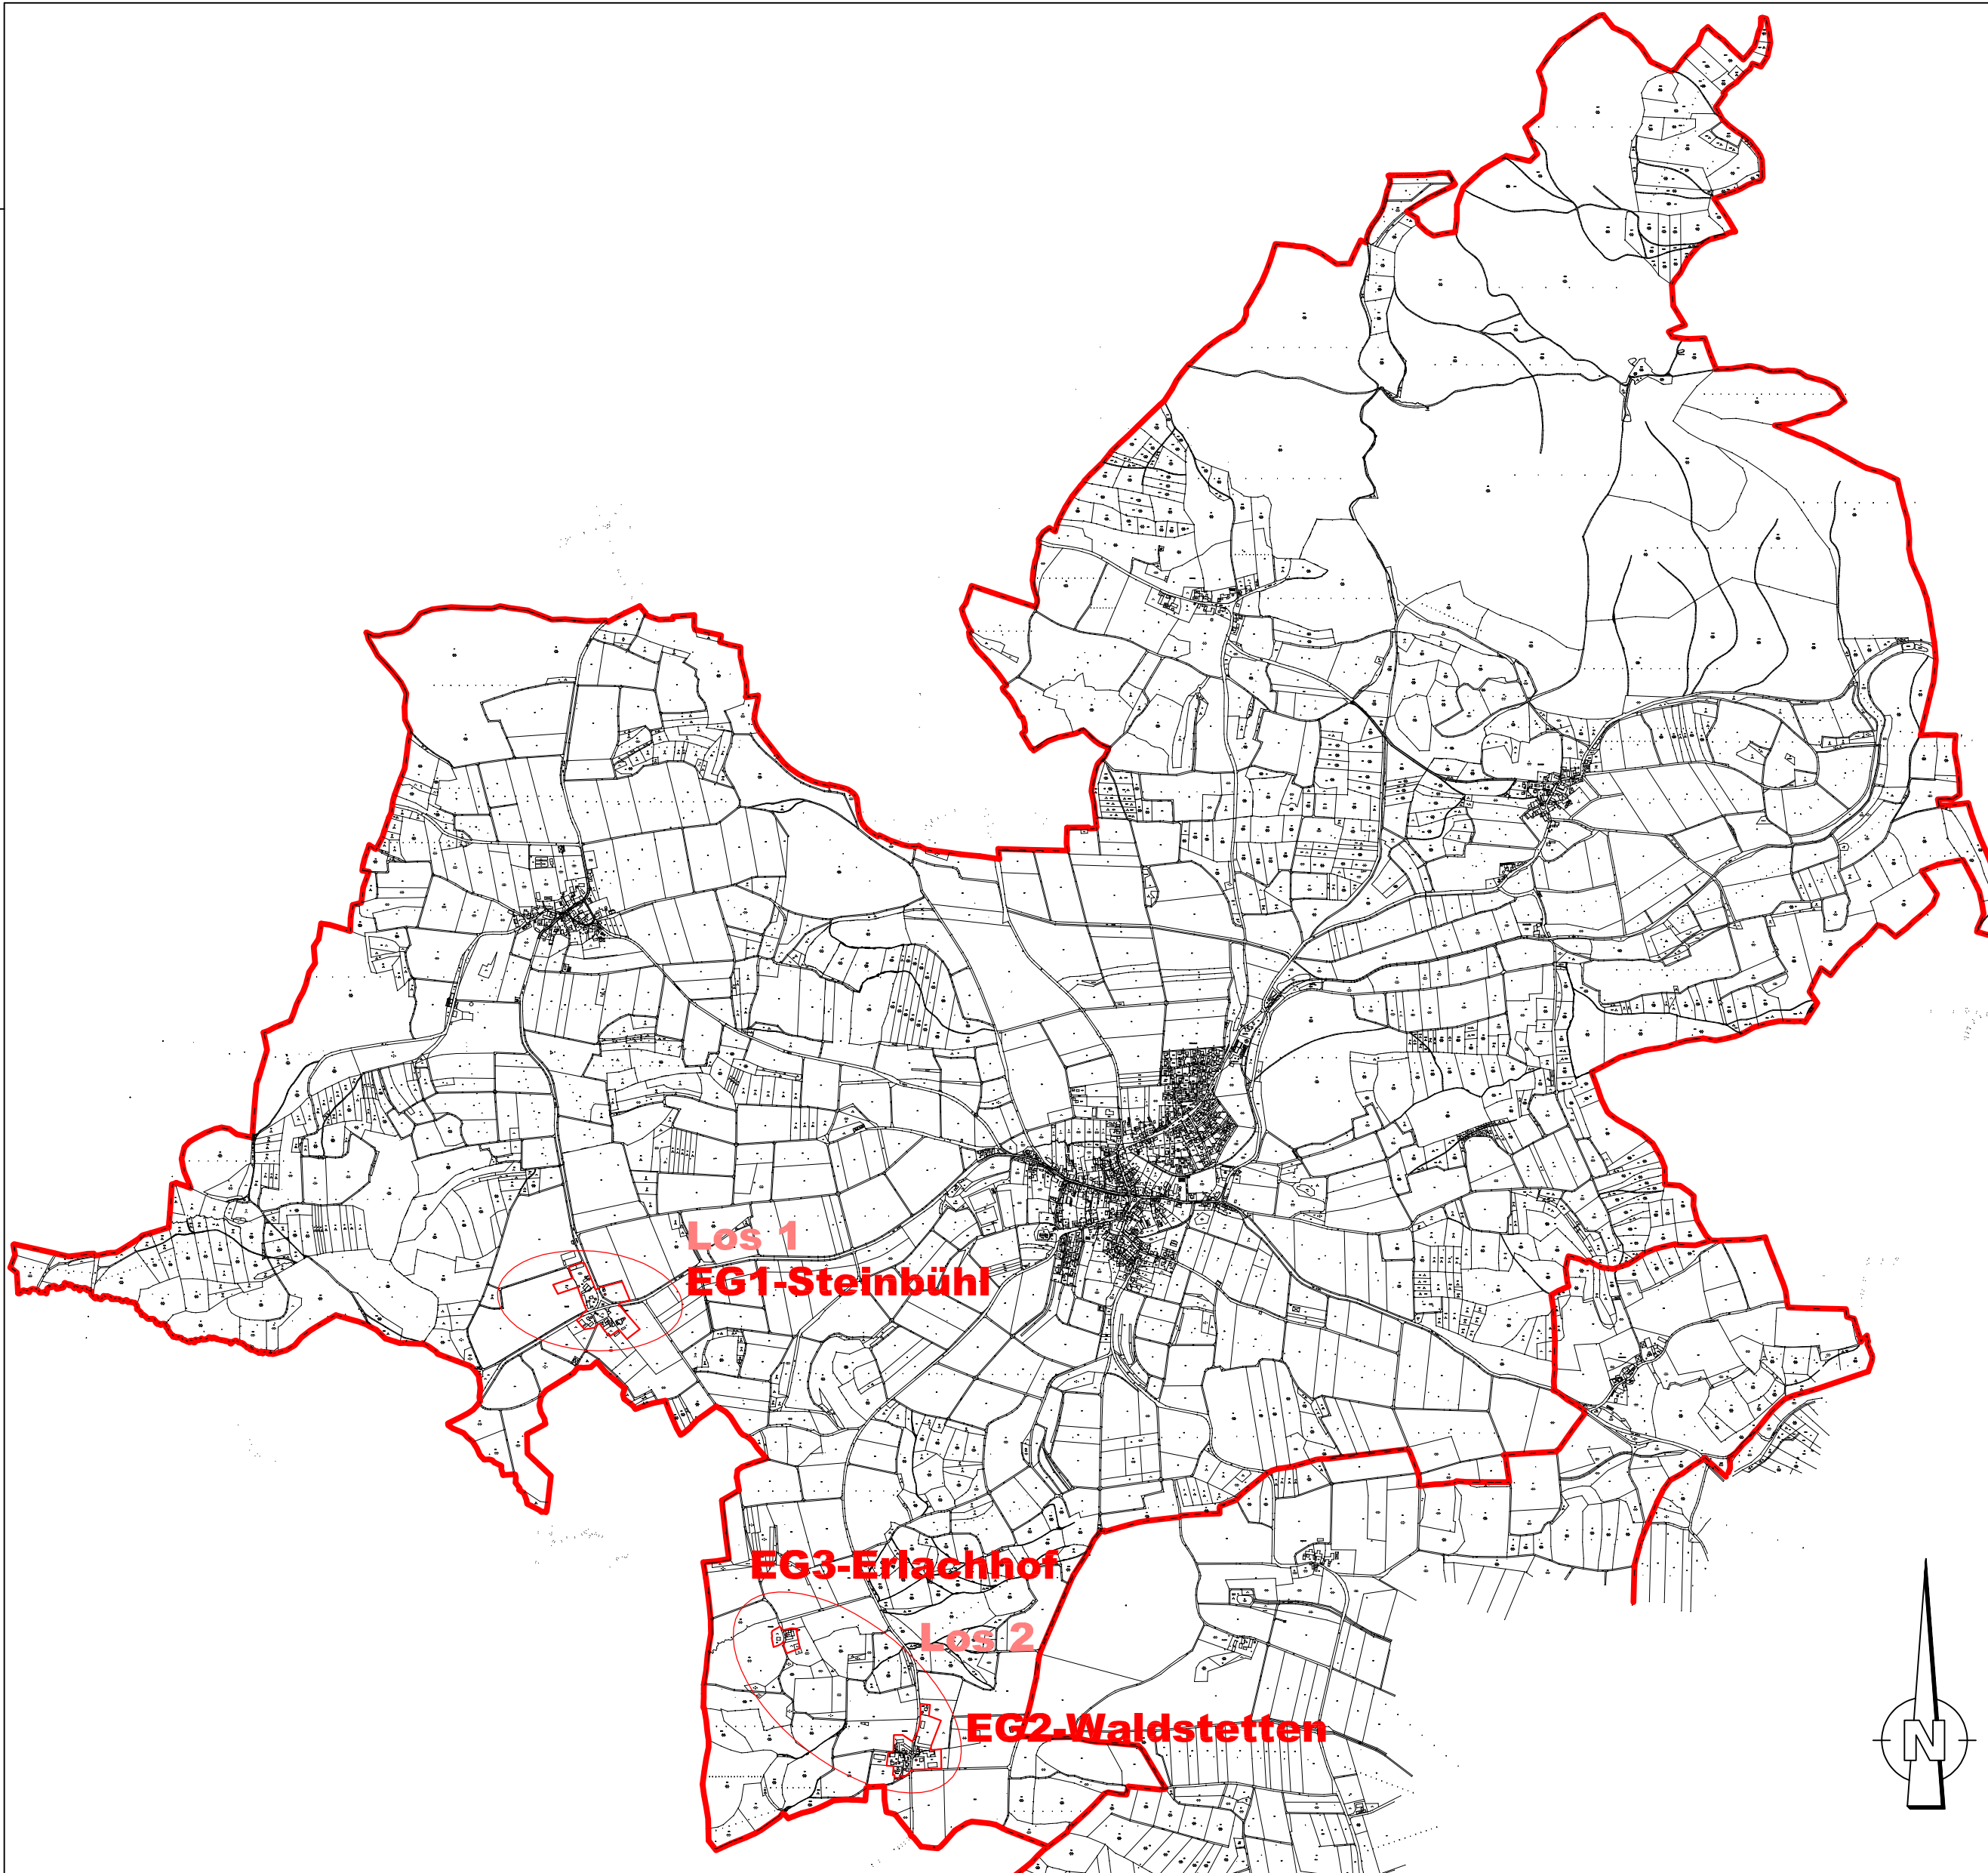 Los 1
EG1-Steinbühl
EG3-Erlachhof
Los 2
EG2-Waldstetten
N